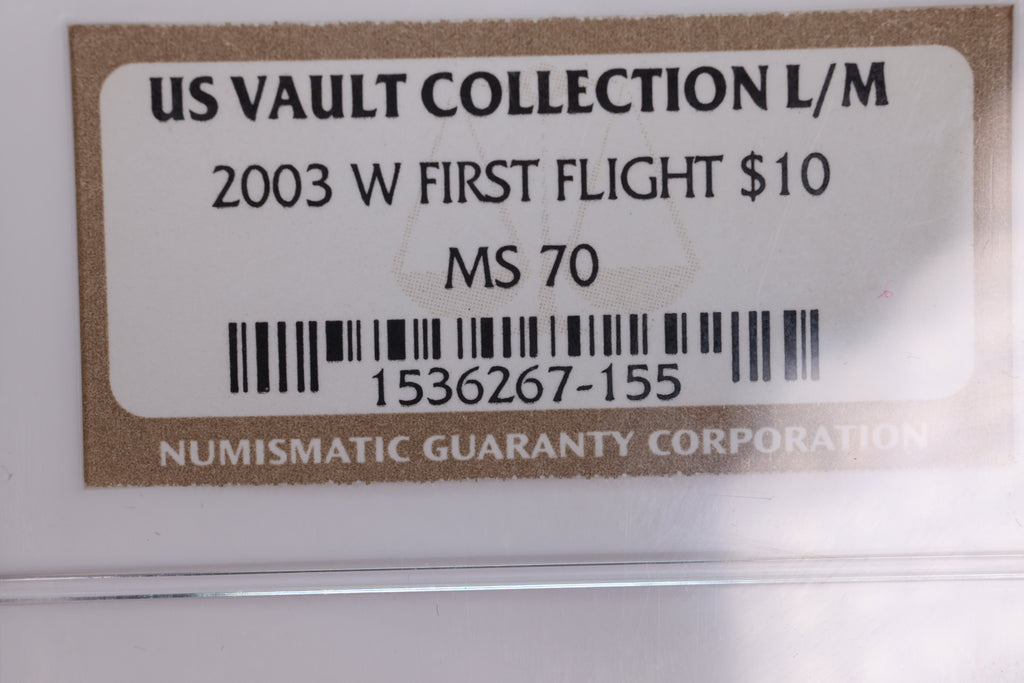 US VAULT COLLECTION L/M
2003 W FIRST FLIGHT $10
MS 70
1536267-155
NUMISMATIC GUARANTY CORPORATION